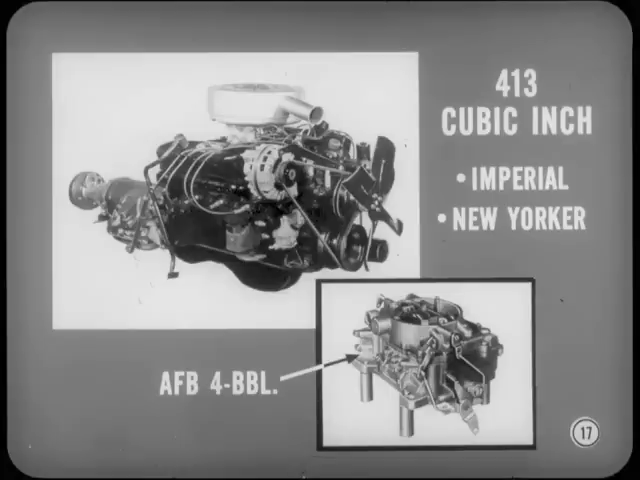 413
CUBIC INCH
• IMPERIAL
• NEW YORKER
AFB 4-BBL.
17